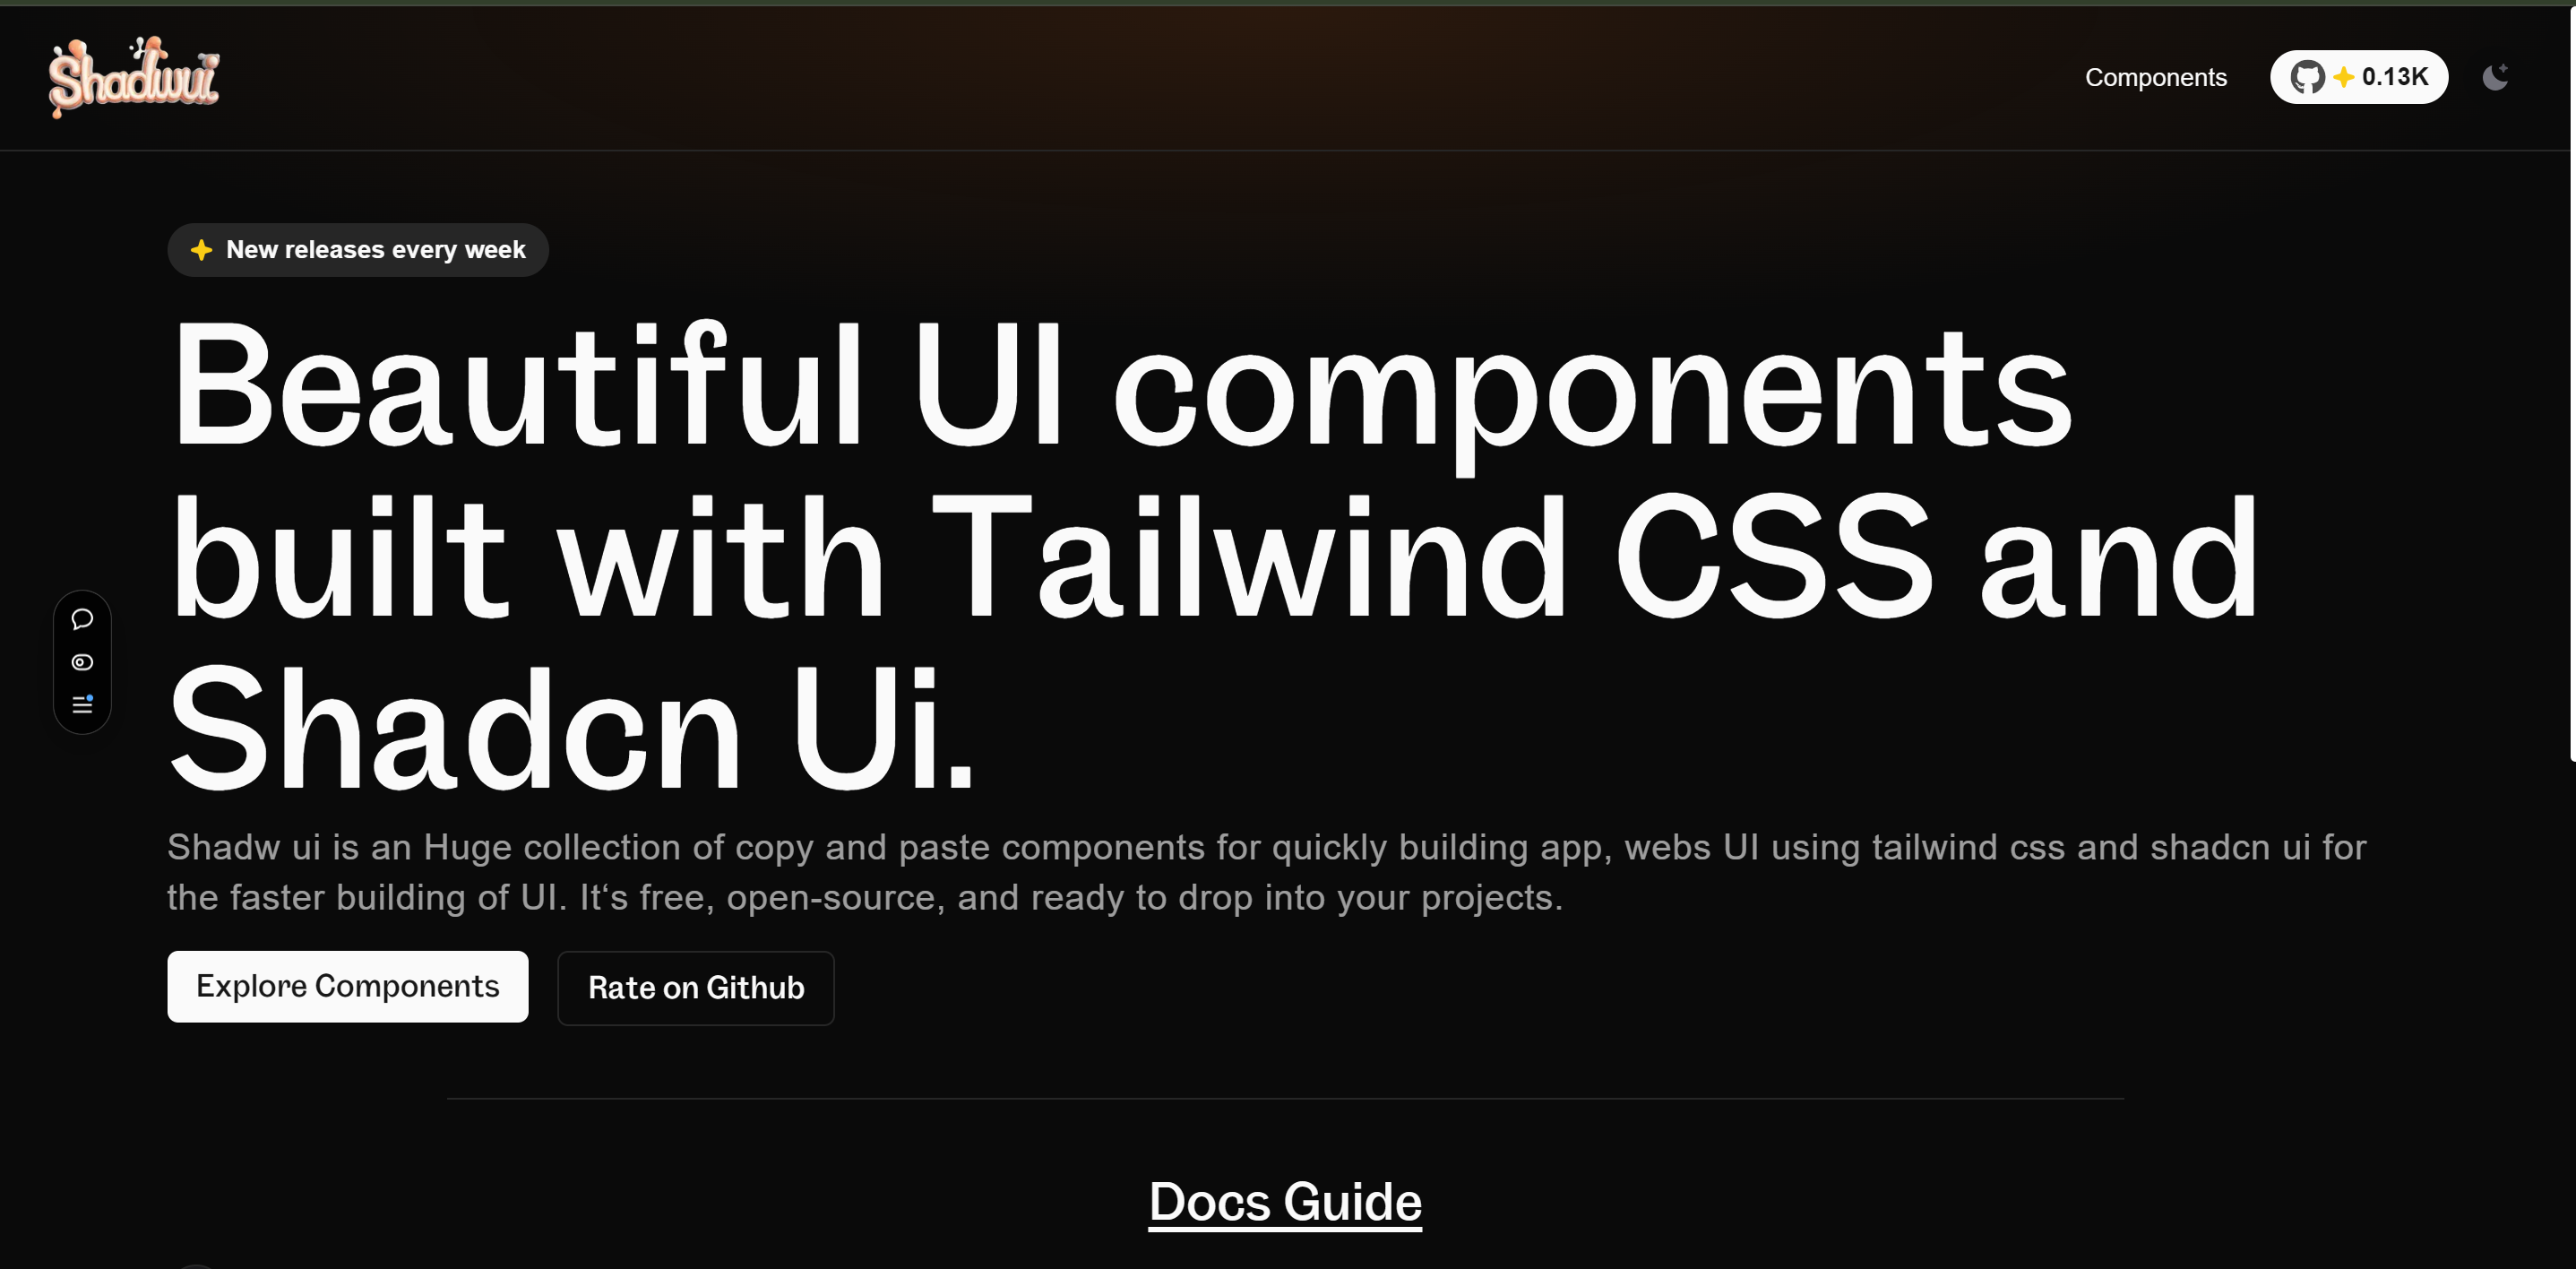 Shadwui
Components
0.13K
New releases every week
Beautiful UI components
built with Tailwind CSS and
Shadcn Ui.
Shadw ui is an Huge collection of copy and paste components for quickly building app, webs UI using tailwind css and shadcn ui for
the faster building of UI. It‘s free, open-source, and ready to drop into your projects.
Explore Components
Rate on Github
Docs Guide